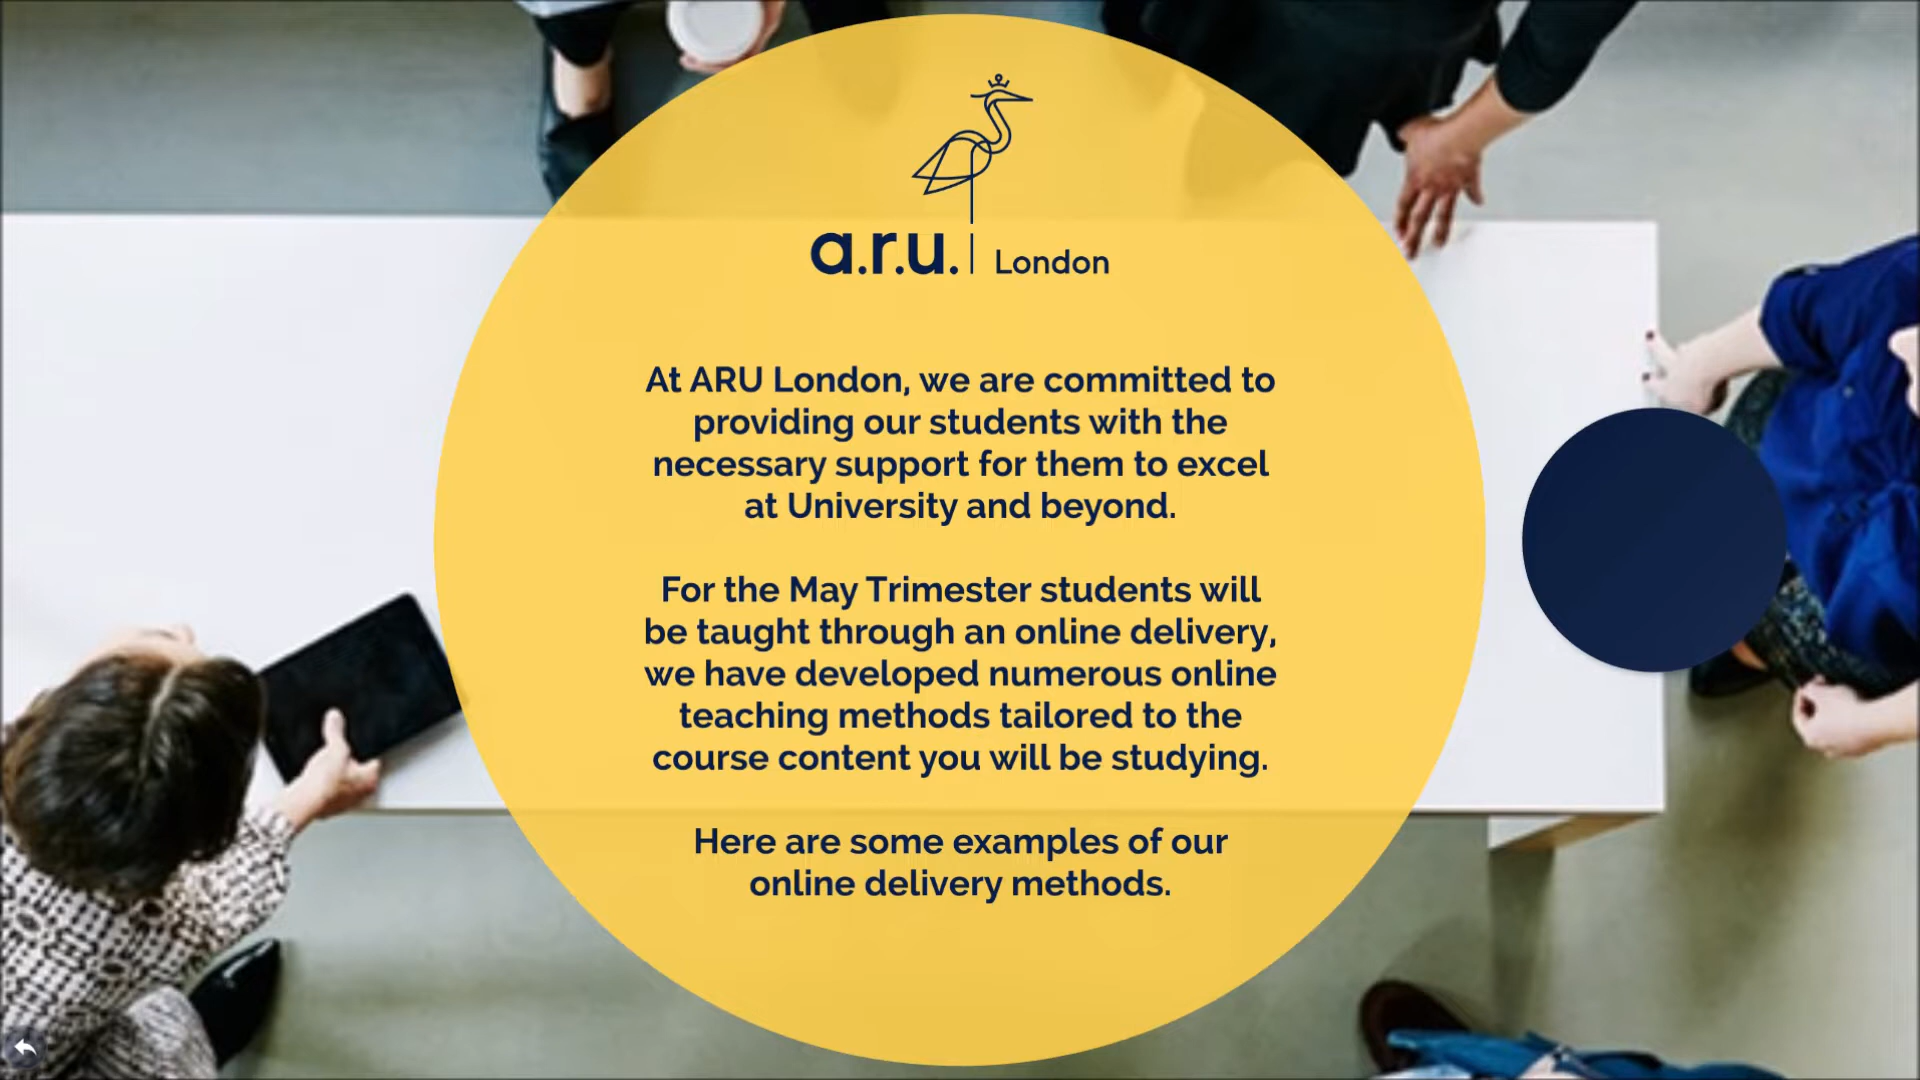 a.r.u. London
At ARU London, we are committed to
providing our students with the
necessary support for them to excel
at University and beyond.
For the May Trimester students will
be taught through an online delivery,
we have developed numerous online
teaching methods tailored to the
course content you will be studying.
Here are some examples of our
online delivery methods.